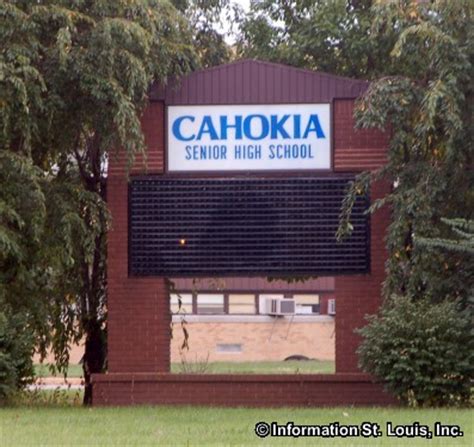 CAHOKIA
SENIOR HIGH SCHOOL
©Information St. Louis, Inc.